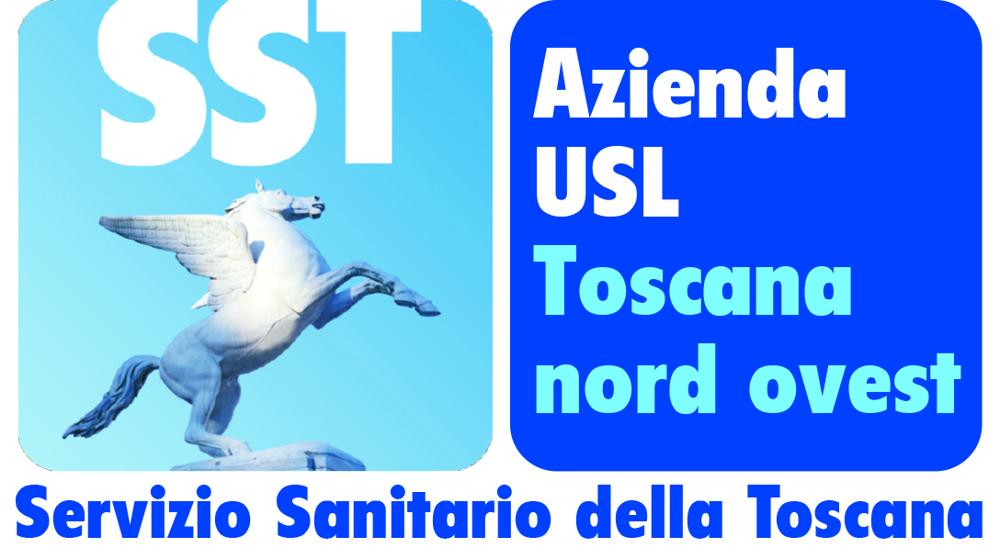 SST
Azienda
USL
Toscana
nord ovest
Servizio Sanitario della Toscana